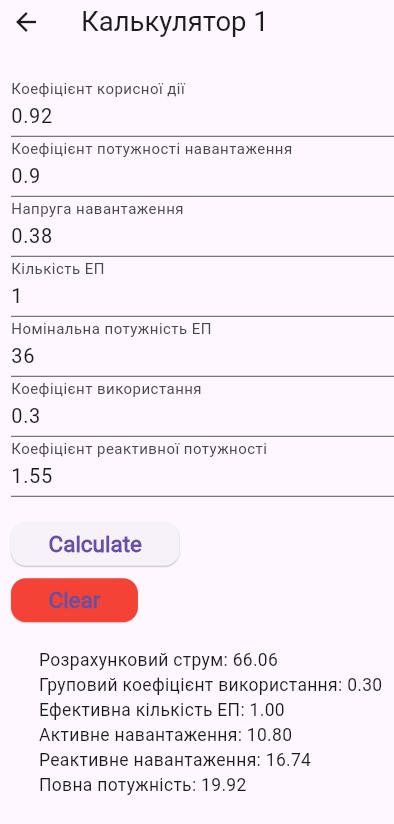 Калькулятор 1
Коефіцієнт корисної дії
0.92
Коефіцієнт потужності навантаження
0.9
Напруга навантаження
0.38
Кількість ЕП
1
Номінальна потужність ЕП
36
Коефіцієнт використання
0.3
Коефіцієнт реактивної потужності
1.55
Calculate
Clear
Розрахунковий струм: 66.06
Груповий коефіцієнт використання: 0.30
Ефективна кількість ЕП: 1.00
Активне навантаження: 10.80
Реактивне навантаження: 16.74
Повна потужність: 19.92